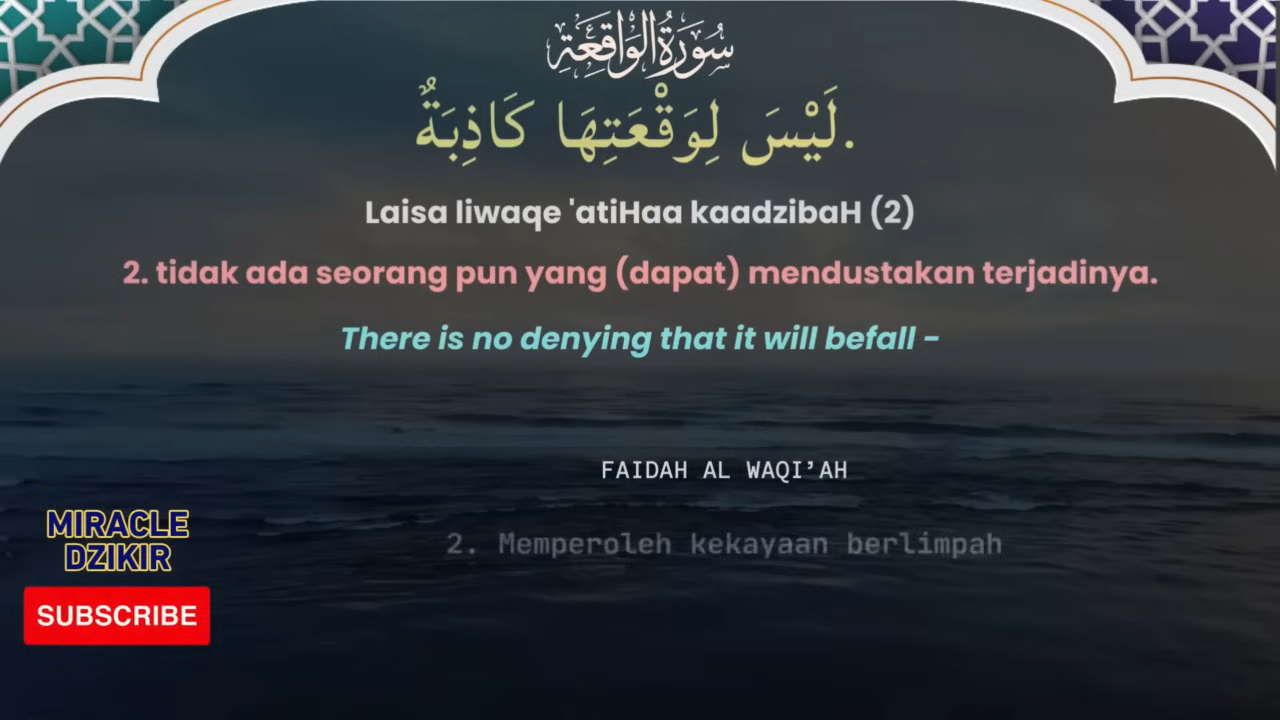 سُورَةُ الْوَاقِعَةِ
لَيْسَ لِوَقْعَتِهَا كَاذِبَةٌ.
Laisa liwaqe 'atiHaa kaadzibaH (2)
2. tidak ada seorang pun yang (dapat) mendustakan terjadinya.
There is no denying that it will befall -
FAIDAH AL WAQI’AH
2. Memperoleh kekayaan berlimpah
MIRACLE
DZIKIR
SUBSCRIBE